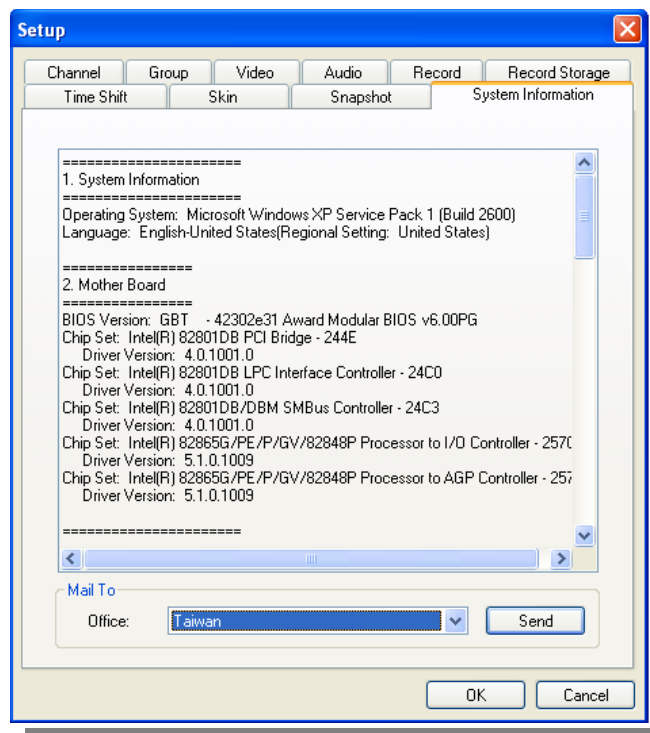 Setup
Channel Group Video Audio Record Record Storage
Time Shift Skin Snapshot System Information
======================
1. System Information
======================
Operating System: Microsoft Windows XP Service Pack 1 (Build 2600)
Language: English-United States(Regional Setting: United States)
================
2. Mother Board
================
BIOS Version: GBT - 42302e31 Award Modular BIOS v6.00PG
Chip Set: Intel(R) 82801DB PCI Bridge - 244E
Driver Version: 4.0.1001.0
Chip Set: Intel(R) 82801DB LPC Interface Controller - 24C0
Driver Version: 4.0.1001.0
Chip Set: Intel(R) 82801DB/DBM SMBus Controller - 24C3
Driver Version: 4.0.1001.0
Chip Set: Intel(R) 82865G/PE/P/GV/82848P Processor to I/O Controller - 257
Driver Version: 5.1.0.1009
Chip Set: Intel(R) 82865G/PE/P/GV/82848P Processor to AGP Controller - 257
Driver Version: 5.1.0.1009
======================
Mail To
Office: Taiwan Send
OK Cancel